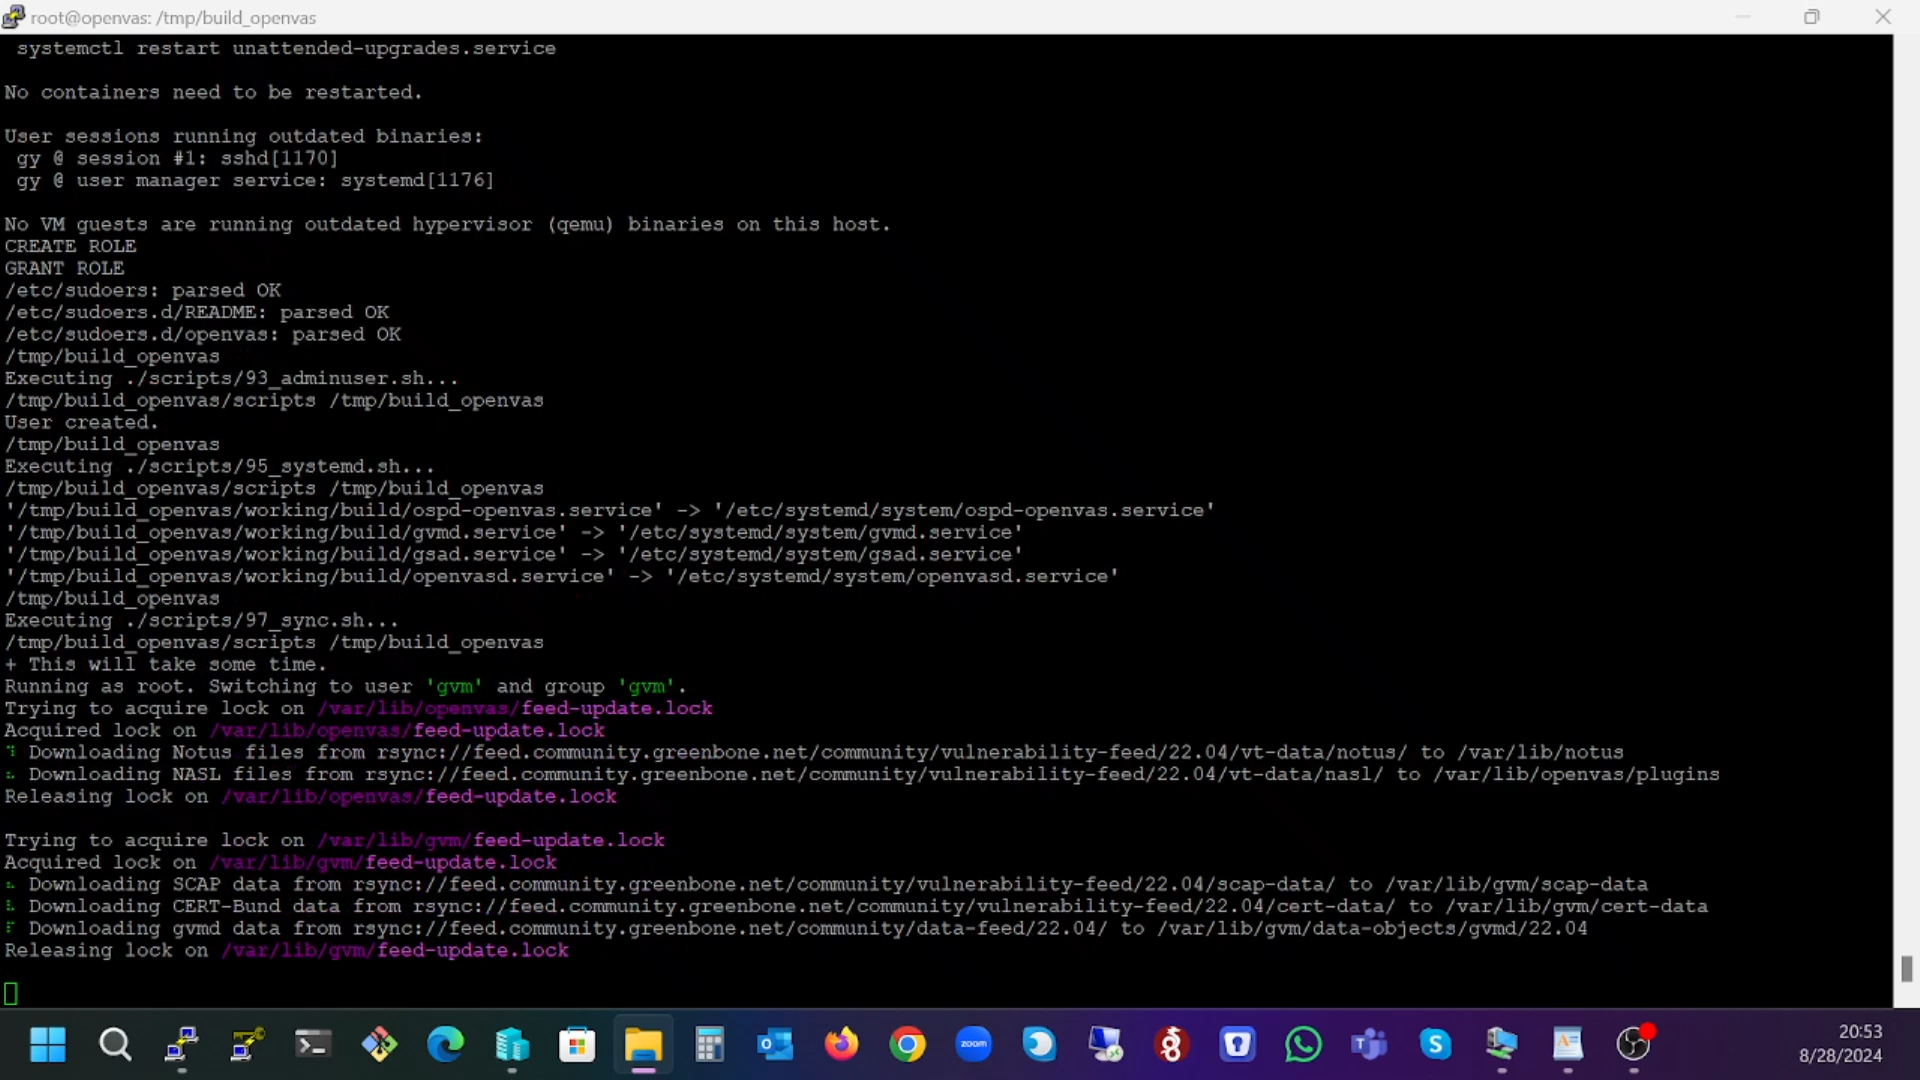 root@openvas: /tmp/build_openvas
systemctl restart unattended-upgrades.service
No containers need to be restarted.
User sessions running outdated binaries:
gy @ session #1: sshd[1170]
gy @ user manager service: systemd[1176]
No VM guests are running outdated hypervisor (qemu) binaries on this host.
CREATE ROLE
GRANT ROLE
/etc/sudoers: parsed OK
/etc/sudoers.d/README: parsed OK
/etc/sudoers.d/openvas: parsed OK
/tmp/build_openvas
Executing ./scripts/93_adminuser.sh...
/tmp/build_openvas/scripts /tmp/build_openvas
User created.
/tmp/build_openvas
Executing ./scripts/95_systemd.sh...
/tmp/build_openvas/scripts /tmp/build_openvas
'/tmp/build_openvas/working/build/ospd-openvas.service' -> '/etc/systemd/system/ospd-openvas.service'
'/tmp/build_openvas/working/build/gvmd.service' -> '/etc/systemd/system/gvmd.service'
'/tmp/build_openvas/working/build/gsad.service' -> '/etc/systemd/system/gsad.service'
'/tmp/build_openvas/working/build/openvasd.service' -> '/etc/systemd/system/openvasd.service'
/tmp/build_openvas
Executing ./scripts/97_sync.sh...
/tmp/build_openvas/scripts /tmp/build_openvas
+ This will take some time.
Running as root. Switching to user 'gvm' and group 'gvm'.
Trying to acquire lock on /var/lib/openvas/feed-update.lock
Acquired lock on /var/lib/openvas/feed-update.lock
Downloading Notus files from rsync://feed.community.greenbone.net/community/vulnerability-feed/22.04/vt-data/notus/ to /var/lib/notus
Downloading NASL files from rsync://feed.community.greenbone.net/community/vulnerability-feed/22.04/vt-data/nasl/ to /var/lib/openvas/plugins
Releasing lock on /var/lib/openvas/feed-update.lock
Trying to acquire lock on /var/lib/gvm/feed-update.lock
Acquired lock on /var/lib/gvm/feed-update.lock
Downloading SCAP data from rsync://feed.community.greenbone.net/community/vulnerability-feed/22.04/scap-data/ to /var/lib/gvm/scap-data
Downloading CERT-Bund data from rsync://feed.community.greenbone.net/community/vulnerability-feed/22.04/cert-data/ to /var/lib/gvm/cert-data
Downloading gvmd data from rsync://feed.community.greenbone.net/community/data-feed/22.04/ to /var/lib/gvm/data-objects/gvmd/22.04
Releasing lock on /var/lib/gvm/feed-update.lock
zoom
20:53
8/28/2024